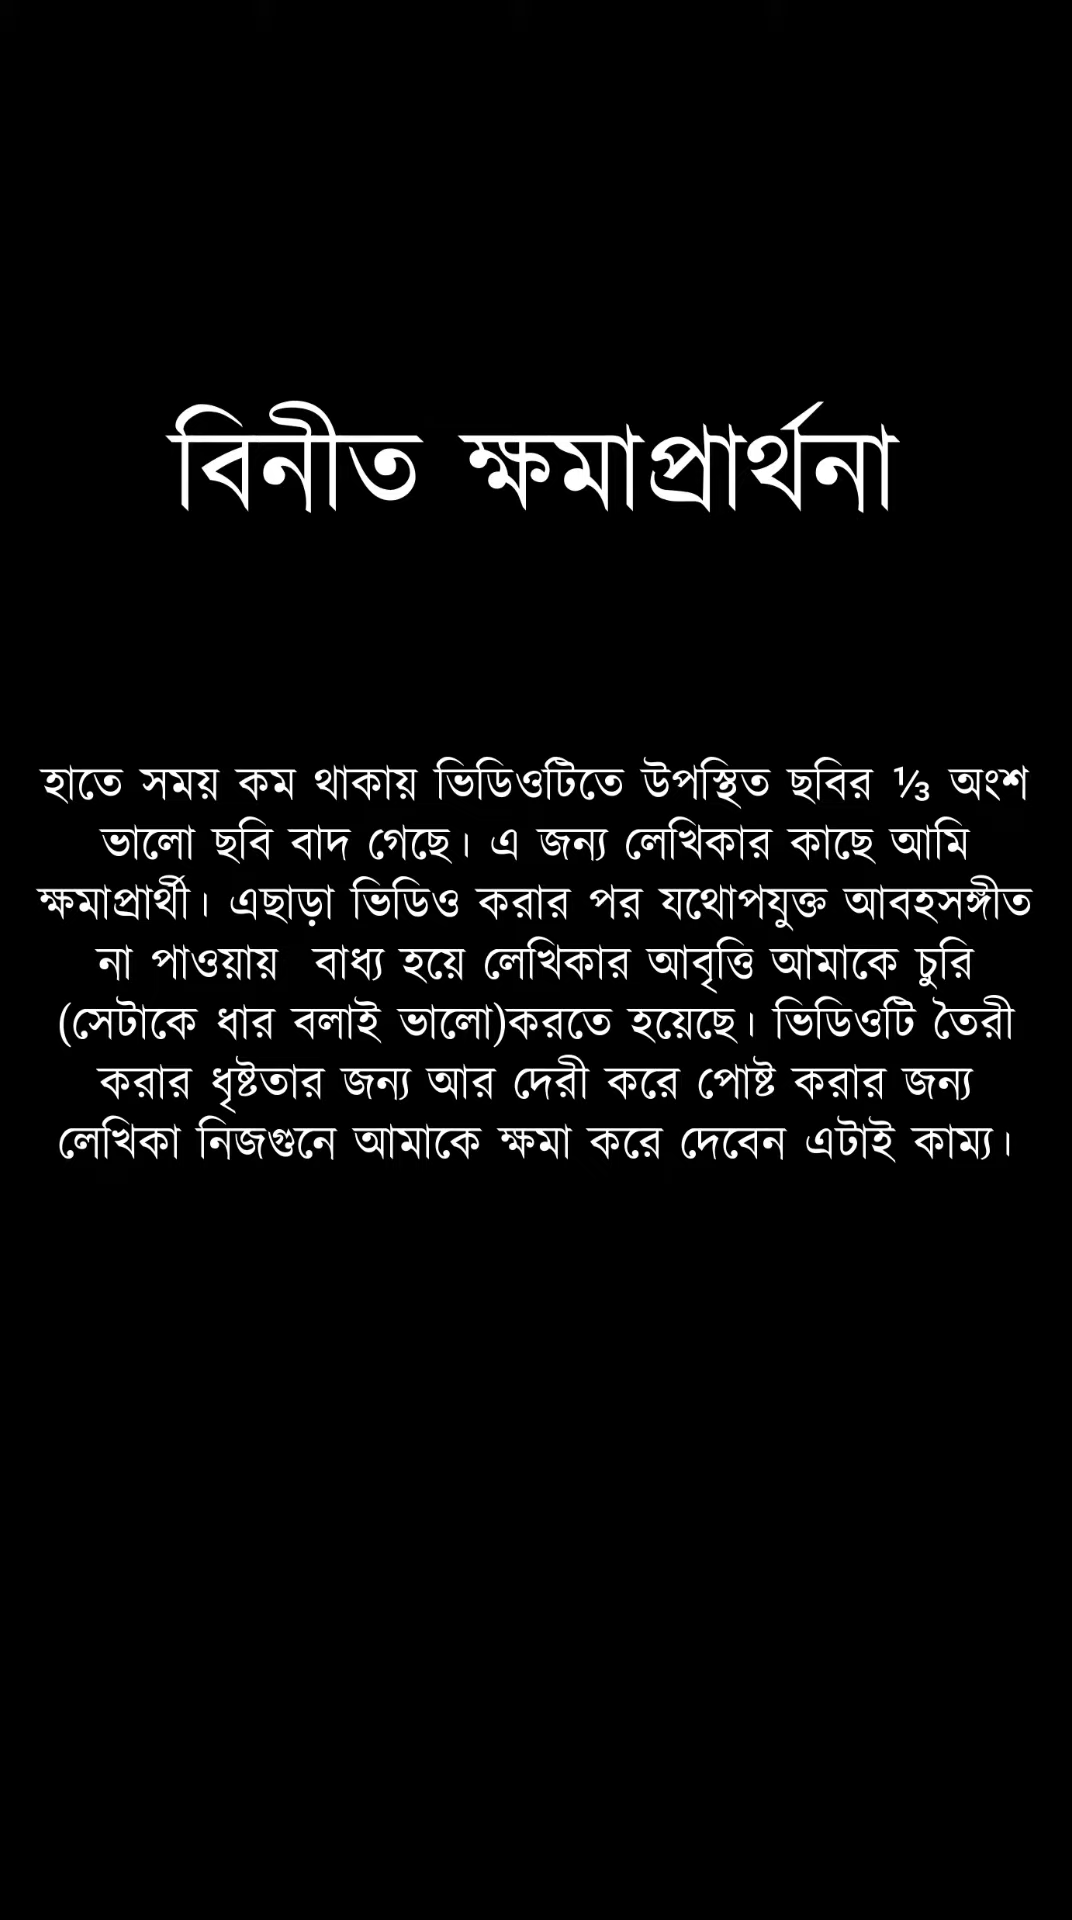 বিনীত ক্ষমাপ্রার্থনা
হাতে সময় কম থাকায় ভিডিওটিতে উপস্থিত ছবির ⅓ অংশ
ভালো ছবি বাদ গেছে। এ জন্য লেখিকার কাছে আমি
ক্ষমাপ্রার্থী। এছাড়া ভিডিও করার পর যথোপযুক্ত আবহসঙ্গীত
না পাওয়ায় বাধ্য হয়ে লেখিকার আবৃত্তি আমাকে চুরি
(সেটাকে ধার বলাই ভালো)করতে হয়েছে। ভিডিওটি তৈরী
করার ধৃষ্টতার জন্য আর দেরী করে পোষ্ট করার জন্য
লেখিকা নিজগুনে আমাকে ক্ষমা করে দেবেন এটাই কাম্য।